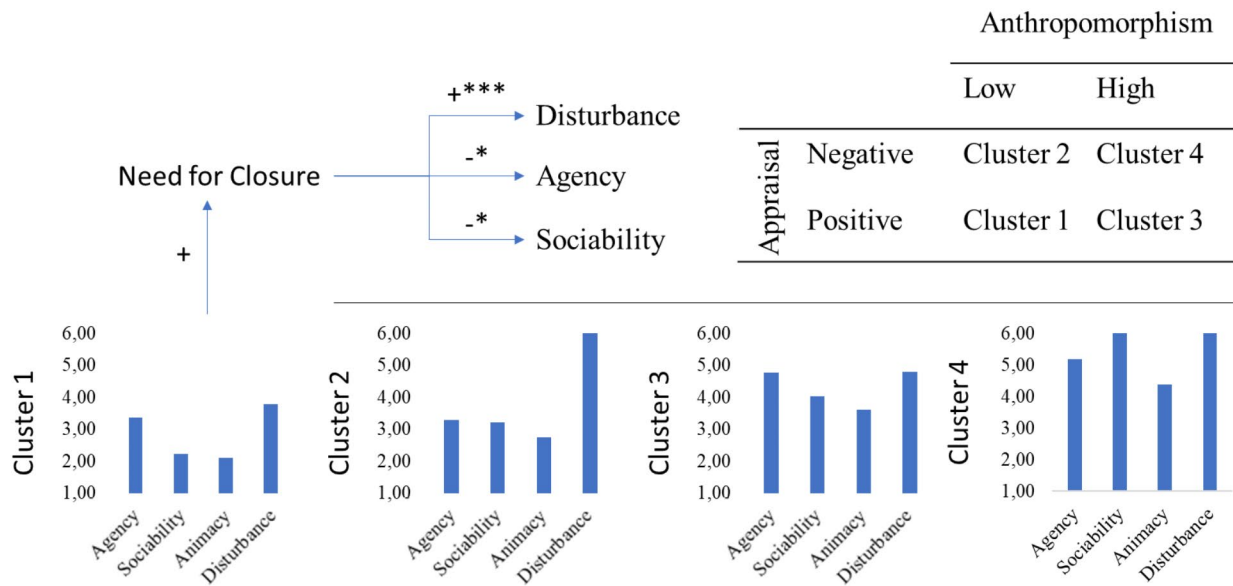 Anthropomorphism
Low High
+***
Disturbance
-*
Need for Closure
Agency
-*
Sociability
+
Appraisal
Negative Cluster 2 Cluster 4
Positive Cluster 1 Cluster 3
Cluster 1
6,00
5,00
4,00
3,00
2,00
1,00
Agency
Sociability
Animacy
Disturbance
Cluster 2
6,00
5,00
4,00
3,00
2,00
1,00
Agency
Sociability
Animacy
Disturbance
Cluster 3
6,00
5,00
4,00
3,00
2,00
1,00
Agency
Sociability
Animacy
Disturbance
Cluster 4
6,00
5,00
4,00
3,00
2,00
1,00
Agency
Sociability
Animacy
Disturbance